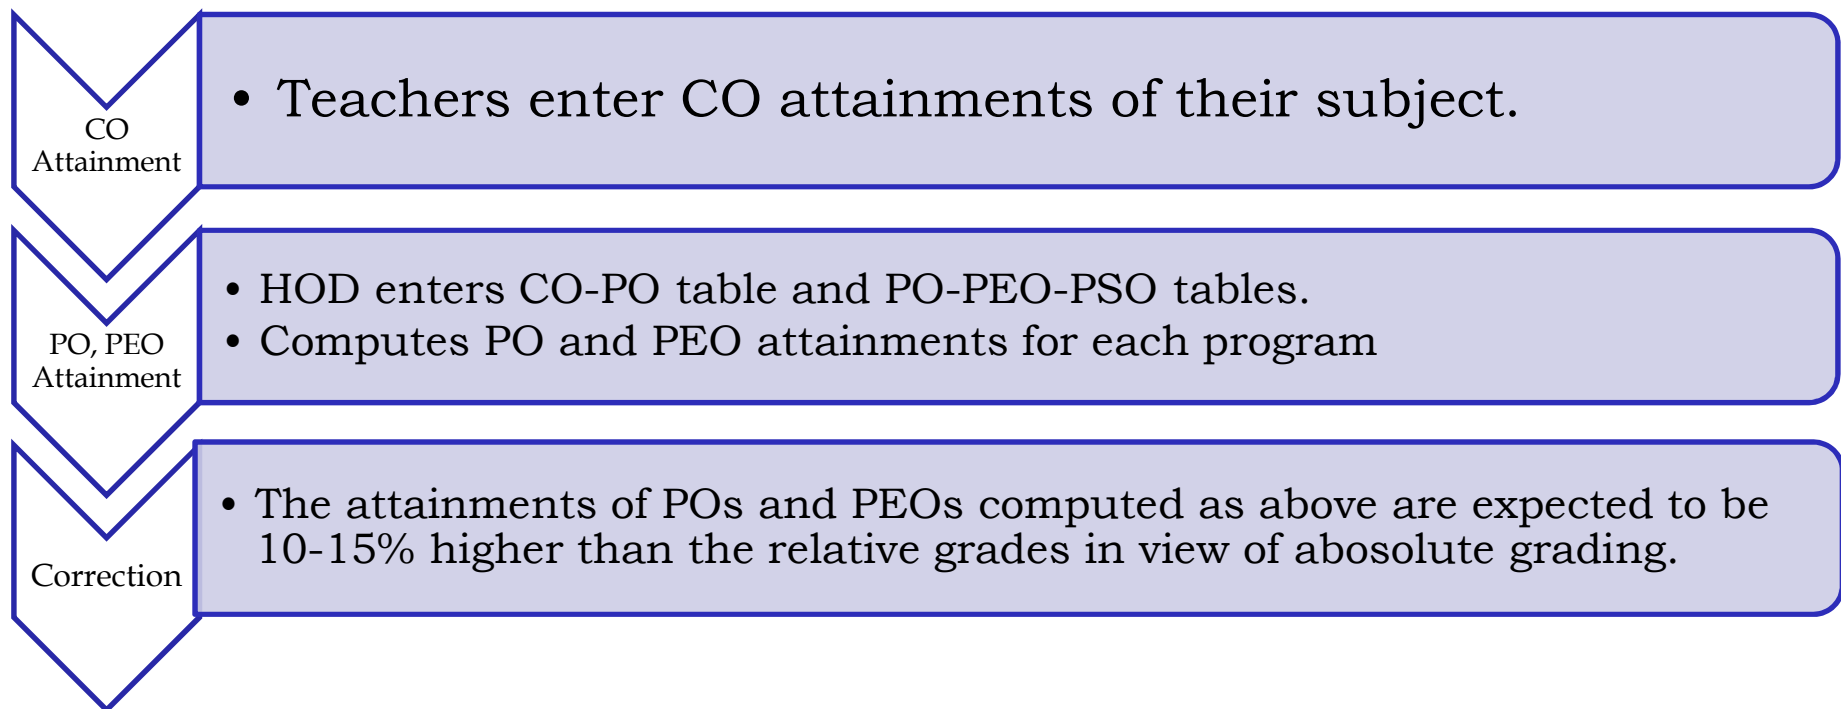 CO
Attainment
• Teachers enter CO attainments of their subject.
PO, PEO
Attainment
• HOD enters CO-PO table and PO-PEO-PSO tables.
• Computes PO and PEO attainments for each program
Correction
• The attainments of POs and PEOs computed as above are expected to be
10-15% higher than the relative grades in view of abosolute grading.